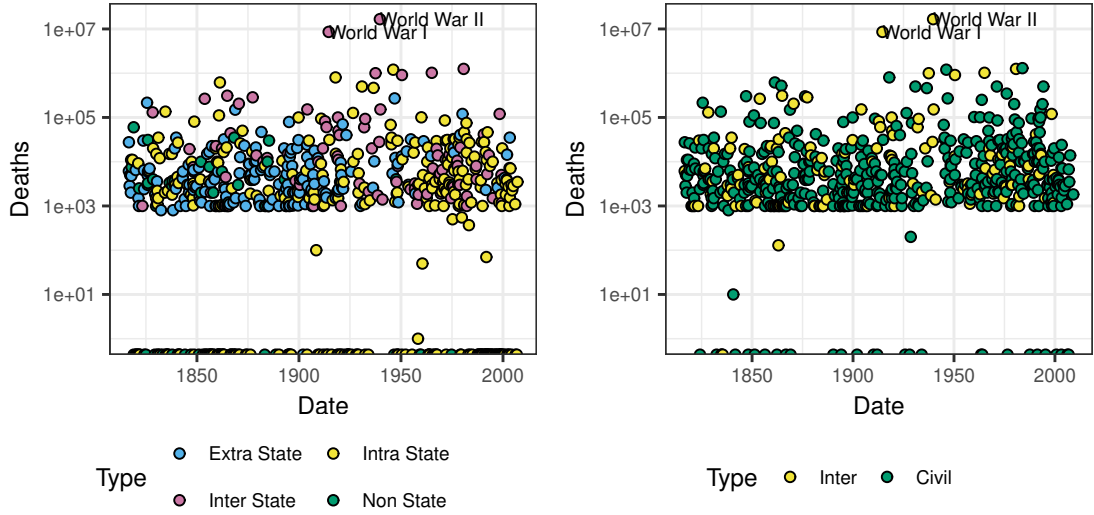 1e+07
1e+05
1e+03
1e+01
Deaths
World War II
World War I
1850
1900
1950
2000
Date
Type
Extra State
Intra State
Inter State
Non State
1e+07
1e+05
1e+03
1e+01
Deaths
World War II
World War I
1850
1900
1950
2000
Date
Type
Inter
Civil